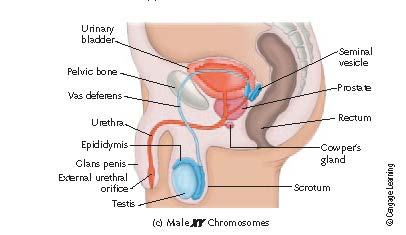 Urinary
bladder
Pelvic bone
Vas deferens
Urethra
Epididymis
Glans penis
External urethral
orifice
Testis
Seminal
vesicle
Prostate
Rectum
Cowper's
gland
Scrotum
(c) Male XY Chromosomes
© Cengage Learning